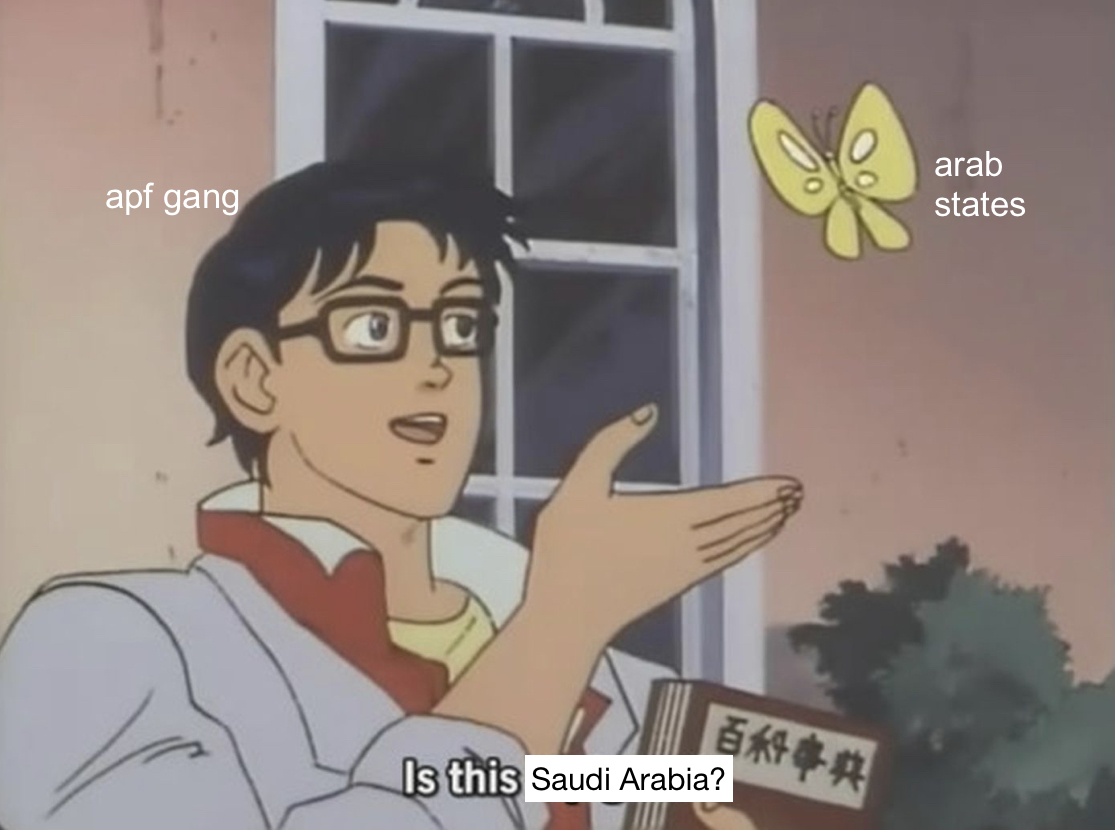 apf gang
arab
states
百科事典
Is this Saudi Arabia?